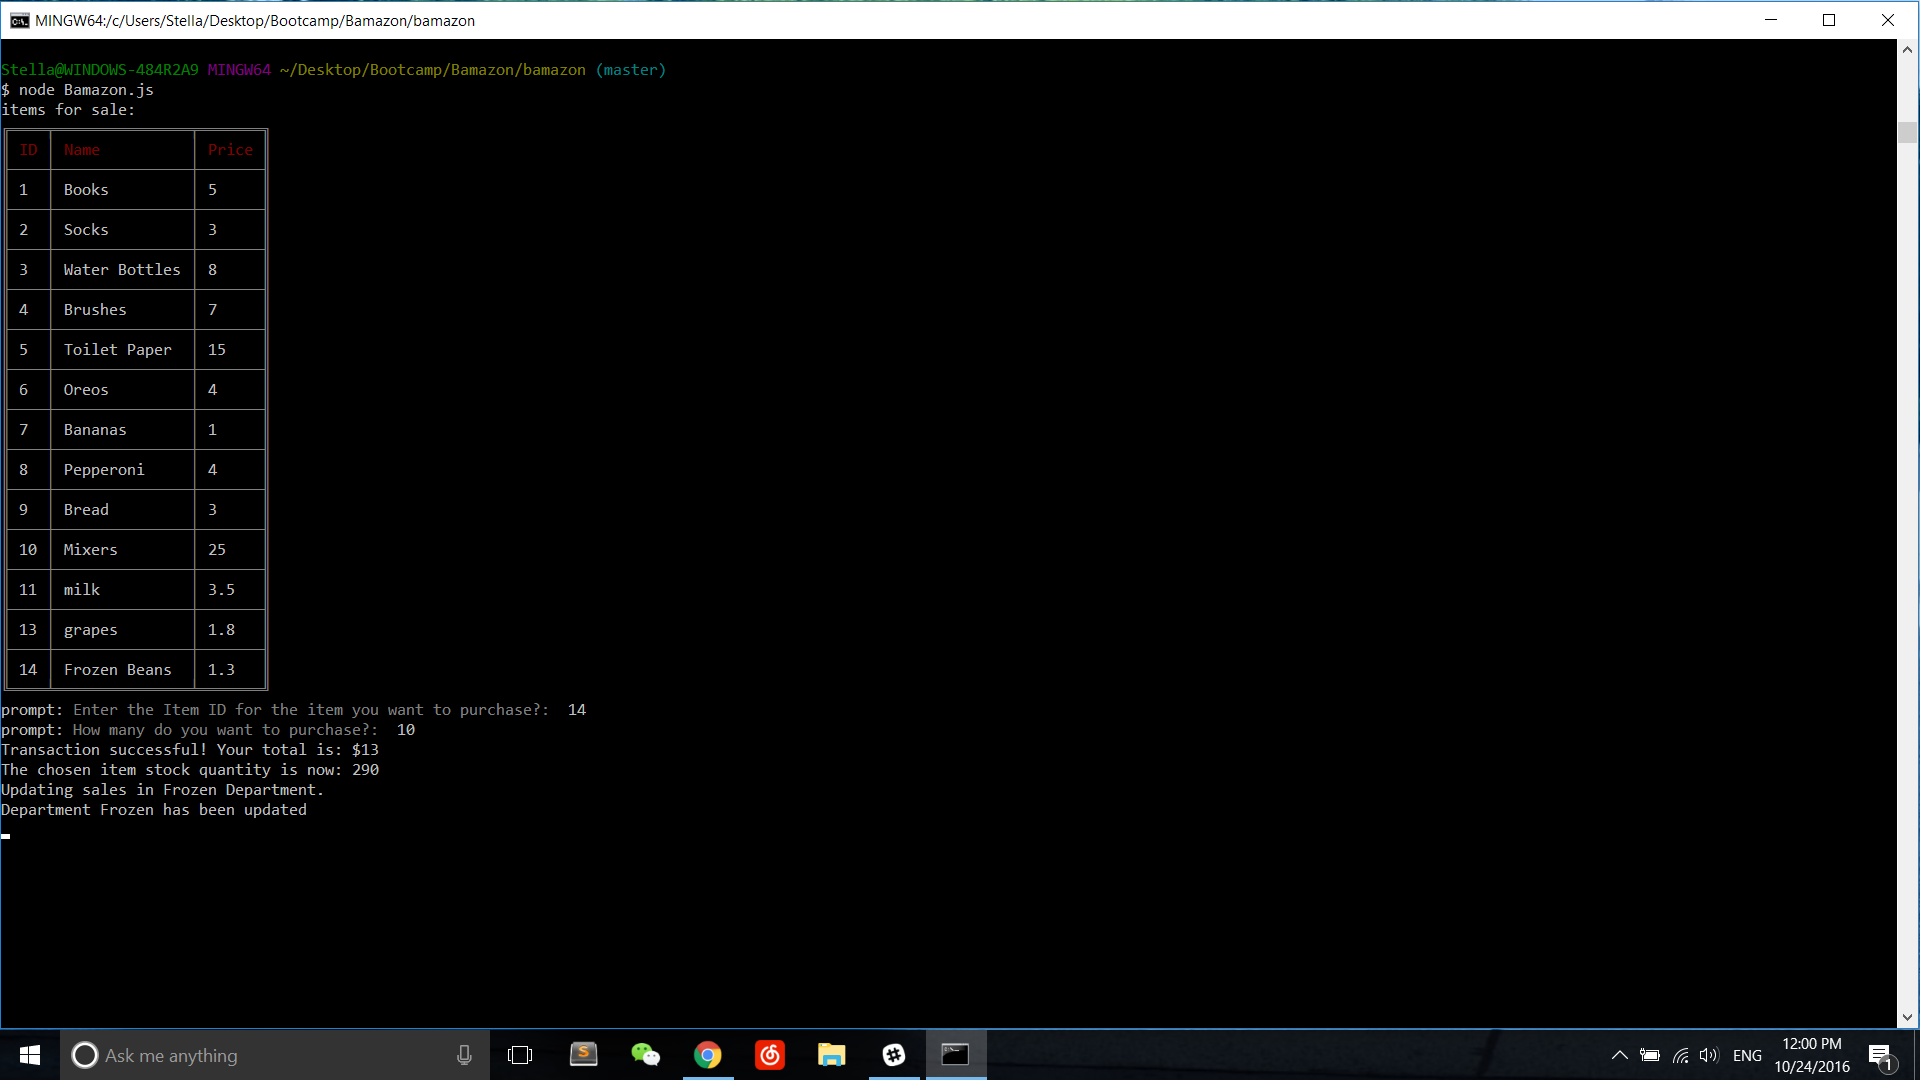 MINGW64:/c/Users/Stella/Desktop/Bootcamp/Bamazon/bamazon
Stella@WINDOWS-484R2A9 MINGW64 ~/Desktop/Bootcamp/Bamazon/bamazon (master)
$ node Bamazon.js
items for sale:
ID Name Price
1 Books 5
2 Socks 3
3 Water Bottles 8
4 Brushes 7
5 Toilet Paper 15
6 Oreos 4
7 Bananas 1
8 Pepperoni 4
9 Bread 3
10 Mixers 25
11 milk 3.5
13 grapes 1.8
14 Frozen Beans 1.3
prompt: Enter the Item ID for the item you want to purchase?:  14
prompt: How many do you want to purchase?:  10
Transaction successful! Your total is: $13
The chosen item stock quantity is now: 290
Updating sales in Frozen Department.
Department Frozen has been updated
Ask me anything
ENG
12:00 PM
10/24/2016
1